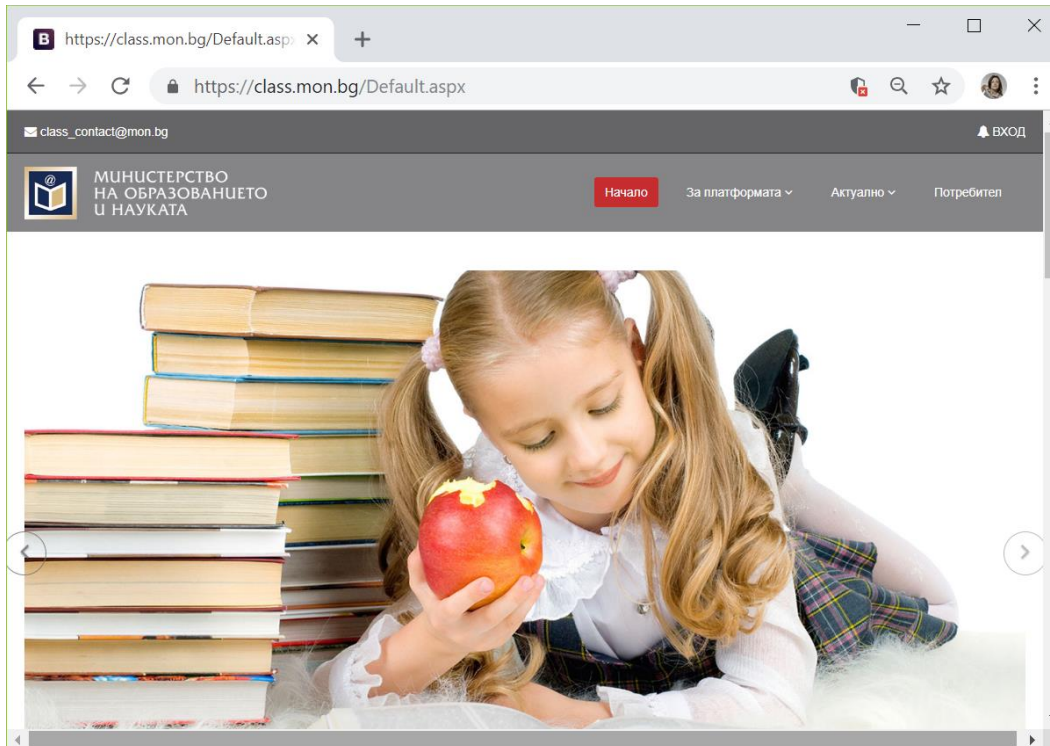 https://class.mon.bg/Default.asp
https://class.mon.bg/Default.aspx
class_contact@mon.bg
ВХОД
МИНИСТЕРСТВО
НА ОБРАЗОВАНИЕТО
И НАУКАТА
Начало
За платформата
Актуално
Потребител